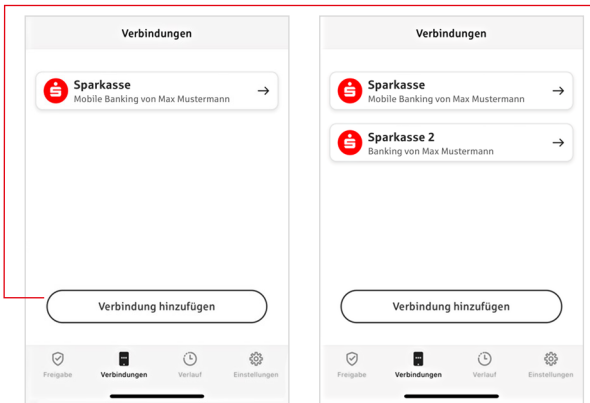 Verbindungen
Sparkasse
Mobile Banking von Max Mustermann
Verbindung hinzufügen
Freigabe
Verbindungen
Verlauf
Einstellungen
Verbindungen
Sparkasse
Mobile Banking von Max Mustermann
Sparkasse 2
Banking von Max Mustermann
Verbindung hinzufügen
Freigabe
Verbindungen
Verlauf
Einstellungen